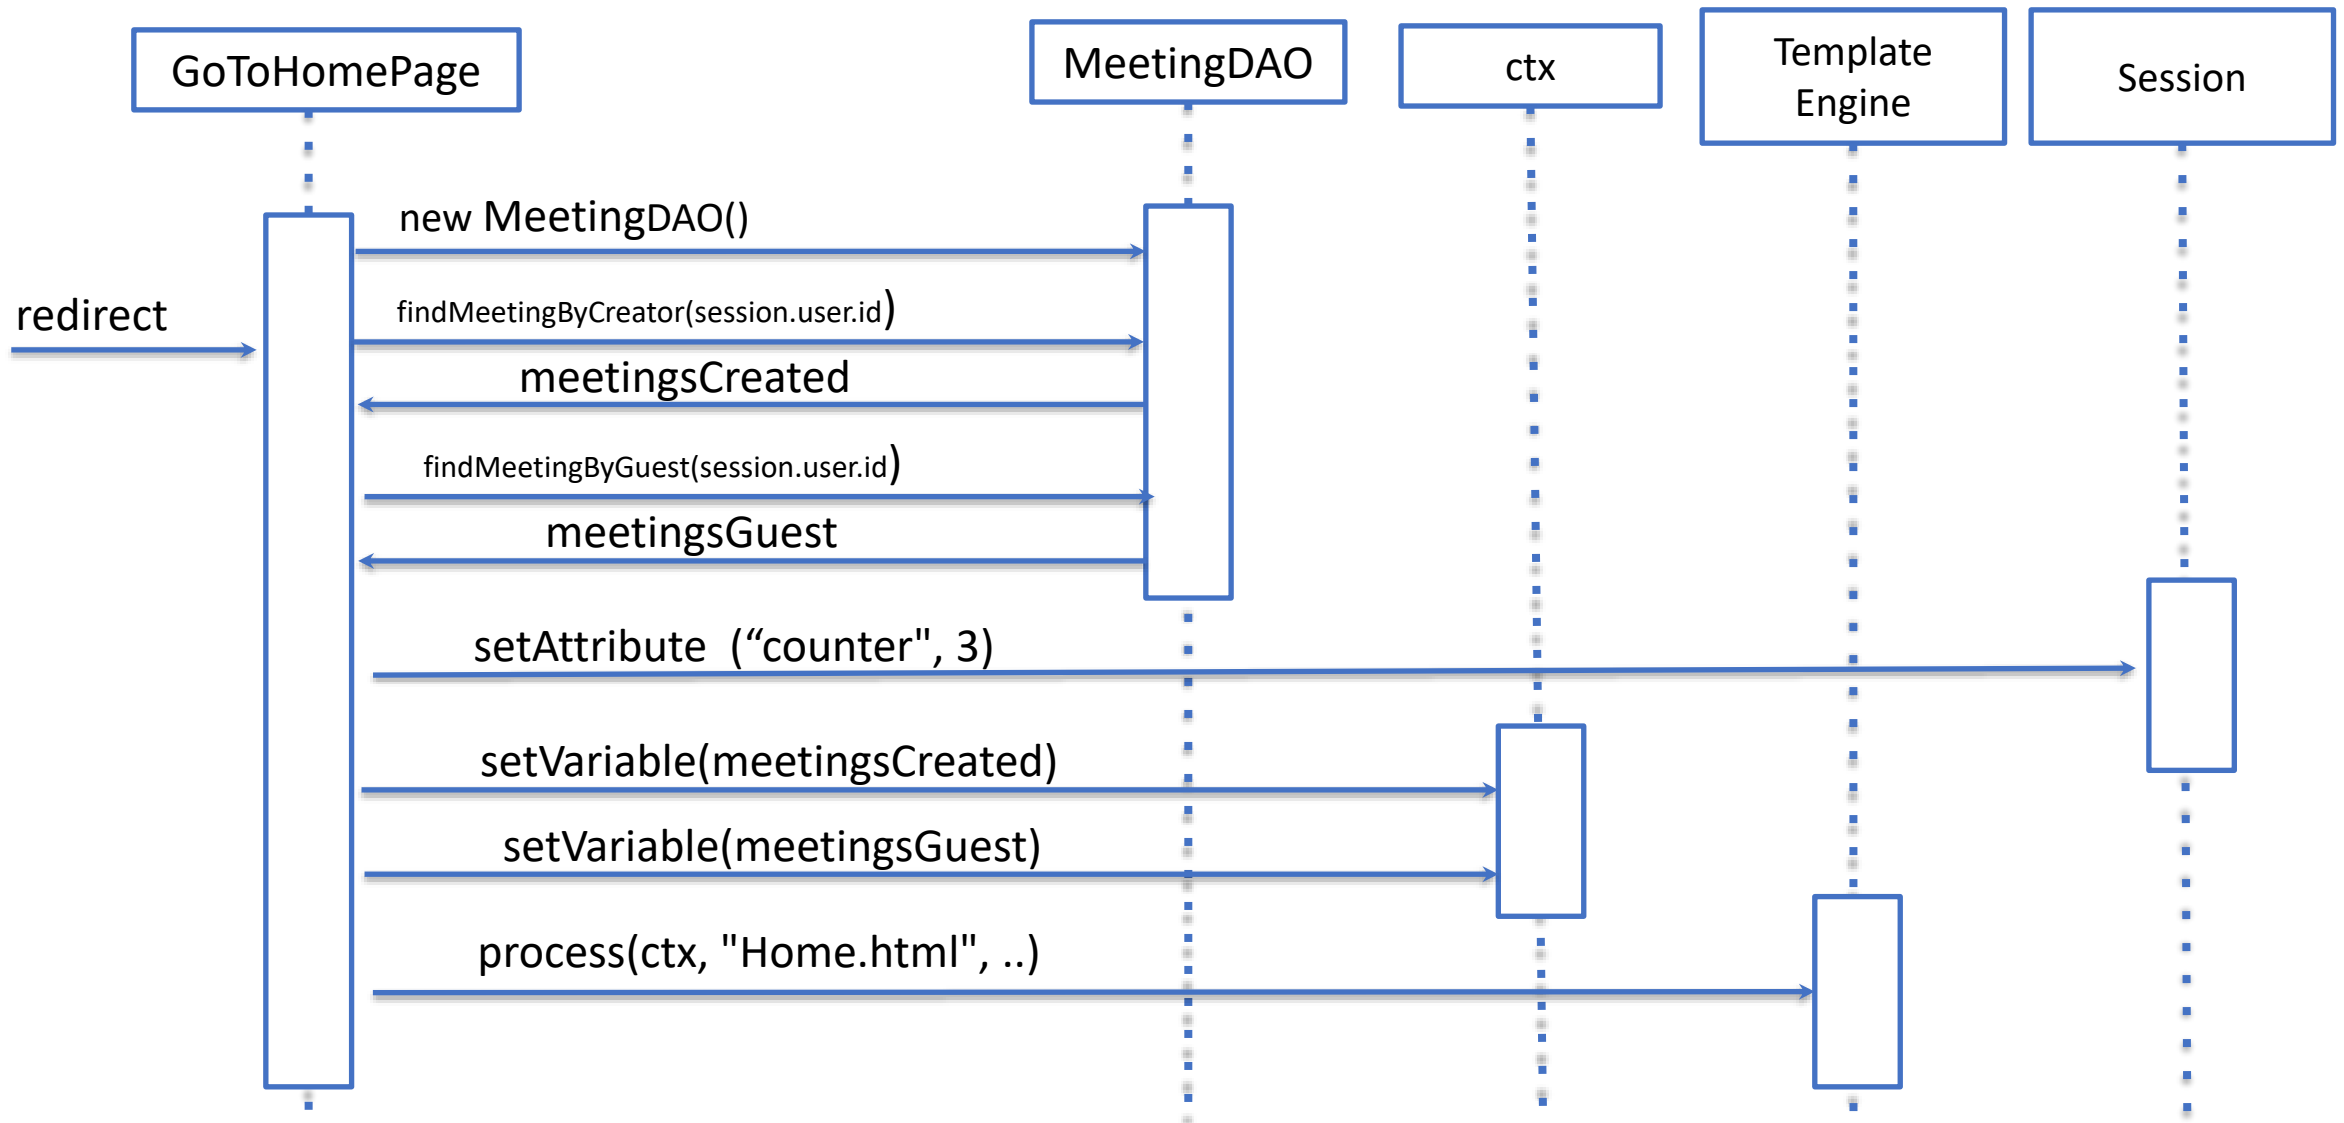 GoToHomePage
MeetingDAO
ctx
Template
Engine
Session
new MeetingDAO()
redirect
findMeetingByCreator(session.user.id)
meetingsCreated
findMeetingByGuest(session.user.id)
meetingsGuest
setAttribute  (“counter", 3)
setVariable(meetingsCreated)
setVariable(meetingsGuest)
process(ctx, "Home.html", ..)